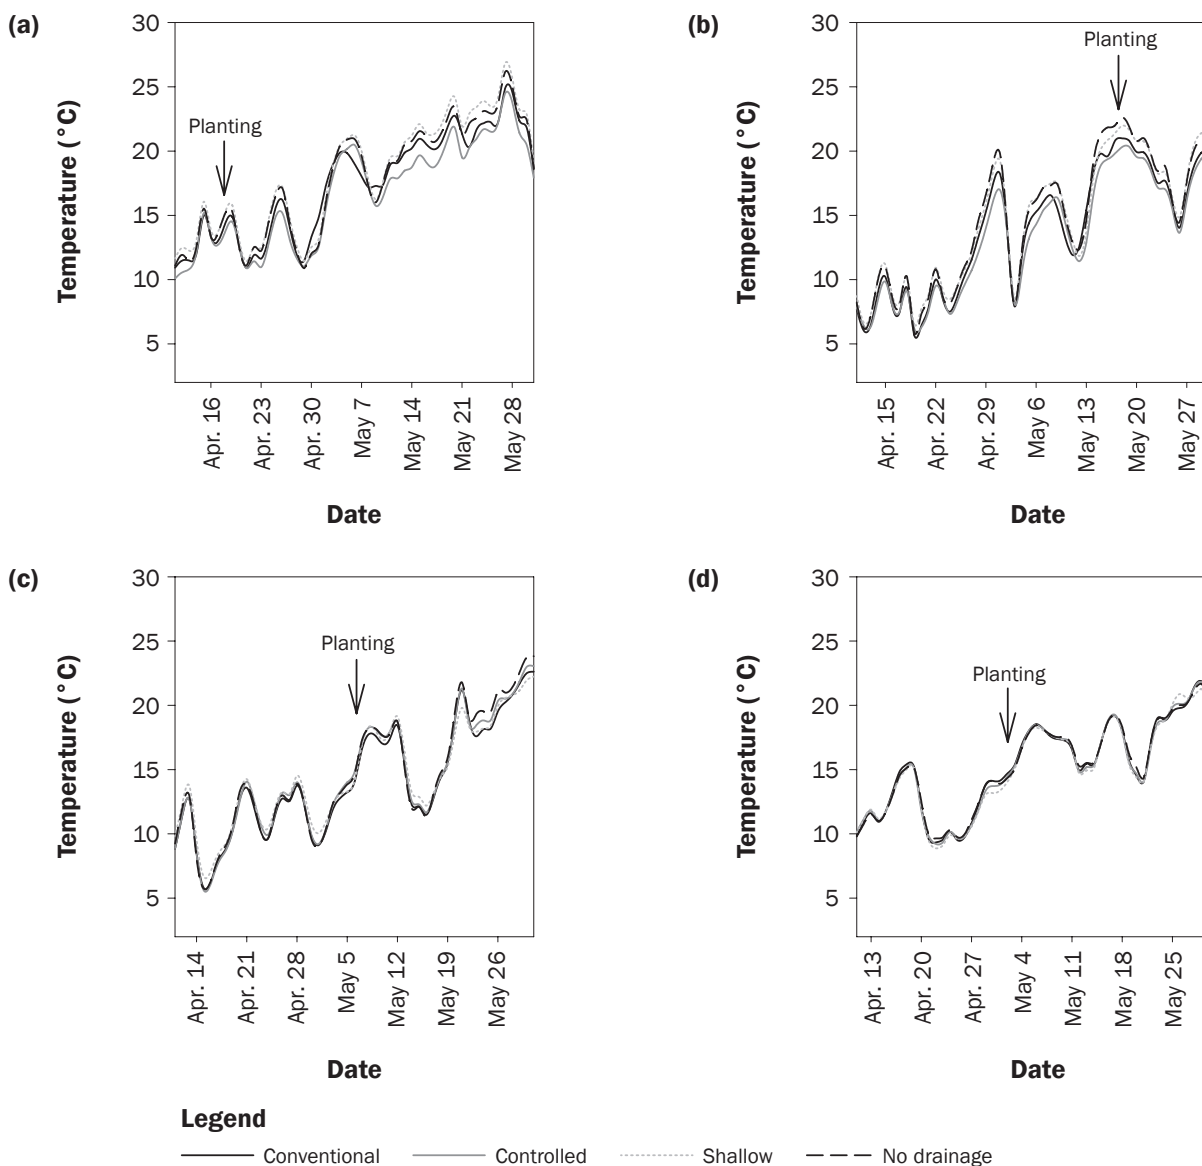 (a)
Temperature (°C)
30
25
20
15
10
5
Planting
Apr. 16
Apr. 23
Apr. 30
May 7
May 14
May 21
May 28
Date
(b)
Temperature (°C)
30
25
20
15
10
5
Planting
Apr. 15
Apr. 22
Apr. 29
May 6
May 13
May 20
May 27
Date
(c)
Temperature (°C)
30
25
20
15
10
5
Planting
Apr. 14
Apr. 21
Apr. 28
May 5
May 12
May 19
May 26
Date
(d)
Temperature (°C)
30
25
20
15
10
5
Planting
Apr. 13
Apr. 20
Apr. 27
May 4
May 11
May 18
May 25
Date
Legend
Conventional Controlled Shallow No drainage